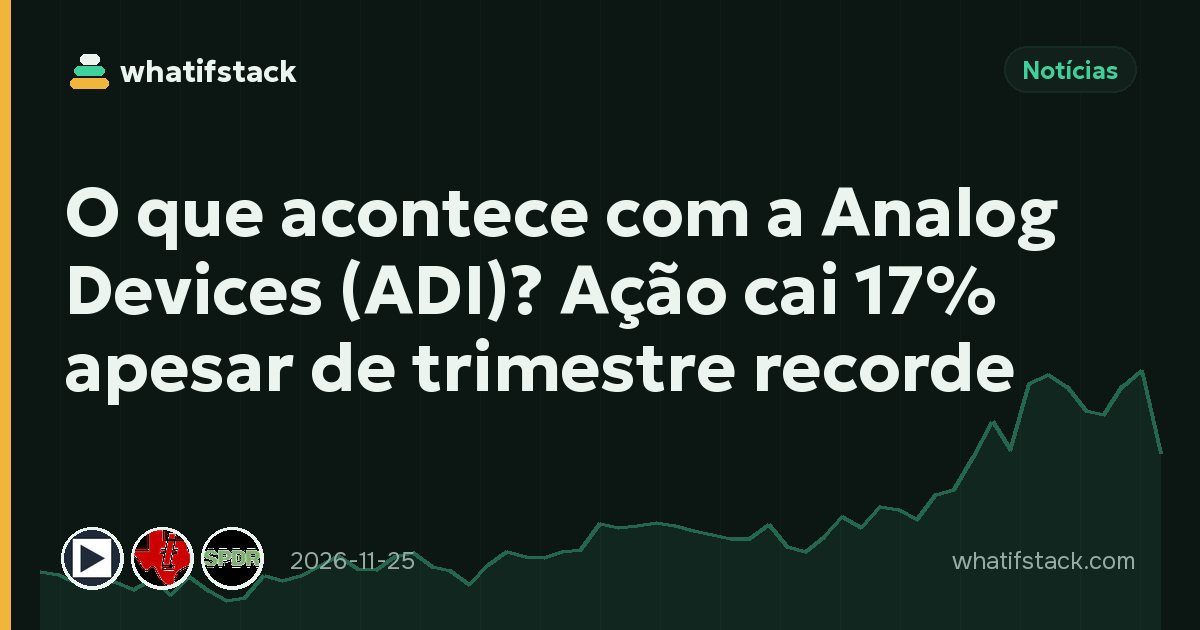 whatifstack
Notícias
O que acontece com a Analog
Devices (ADI)? Ação cai 17%
apesar de trimestre recorde
SPDR
2026-11-25
whatifstack.com